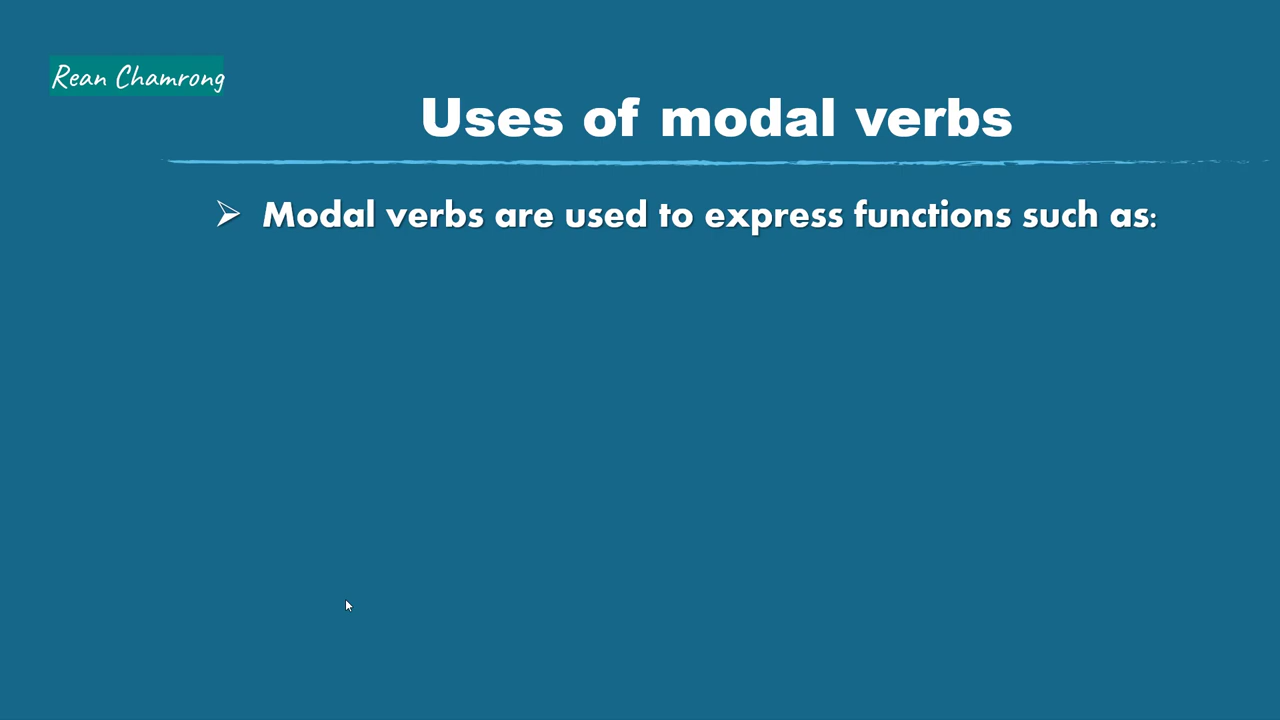 Rean Chamrong
Uses of modal verbs
➢ Modal verbs are used to express functions such as: